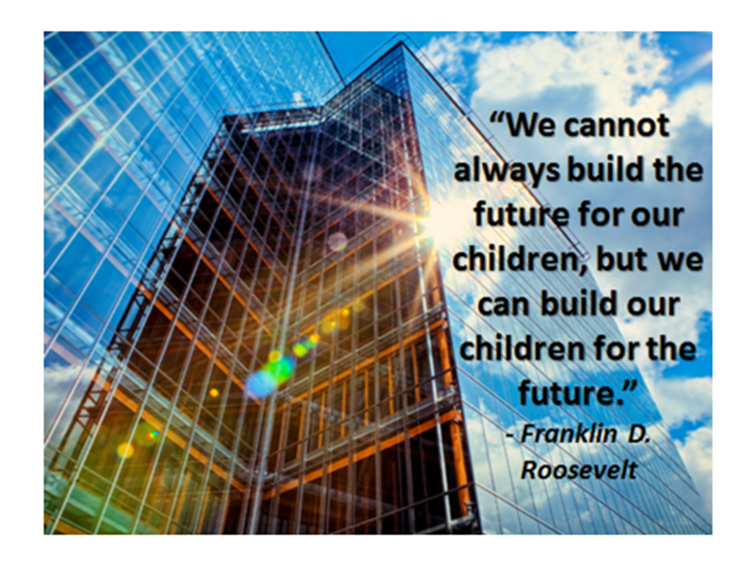 “We cannot
always build the
future for our
children, but we
can build our
children for the
future.”
- Franklin D.
Roosevelt